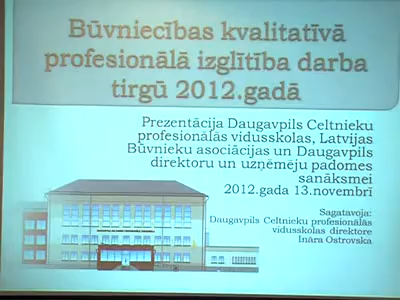 Būvniecības kvalitatīvā
profesionālā izglītība darba
tirgū 2012.gadā
Prezentācija Daugavpils Celtnieku
profesionālās vidusskolas, Latvijas
Būvnieku asociācijas un Daugavpils
direktoru un uzņēmēju padomes
sanāksmei
2012.gada 13.novembrī
Sagatavoja:
Daugavpils Celtnieku profesionālās
vidusskolas direktore
Ināra Ostrovska